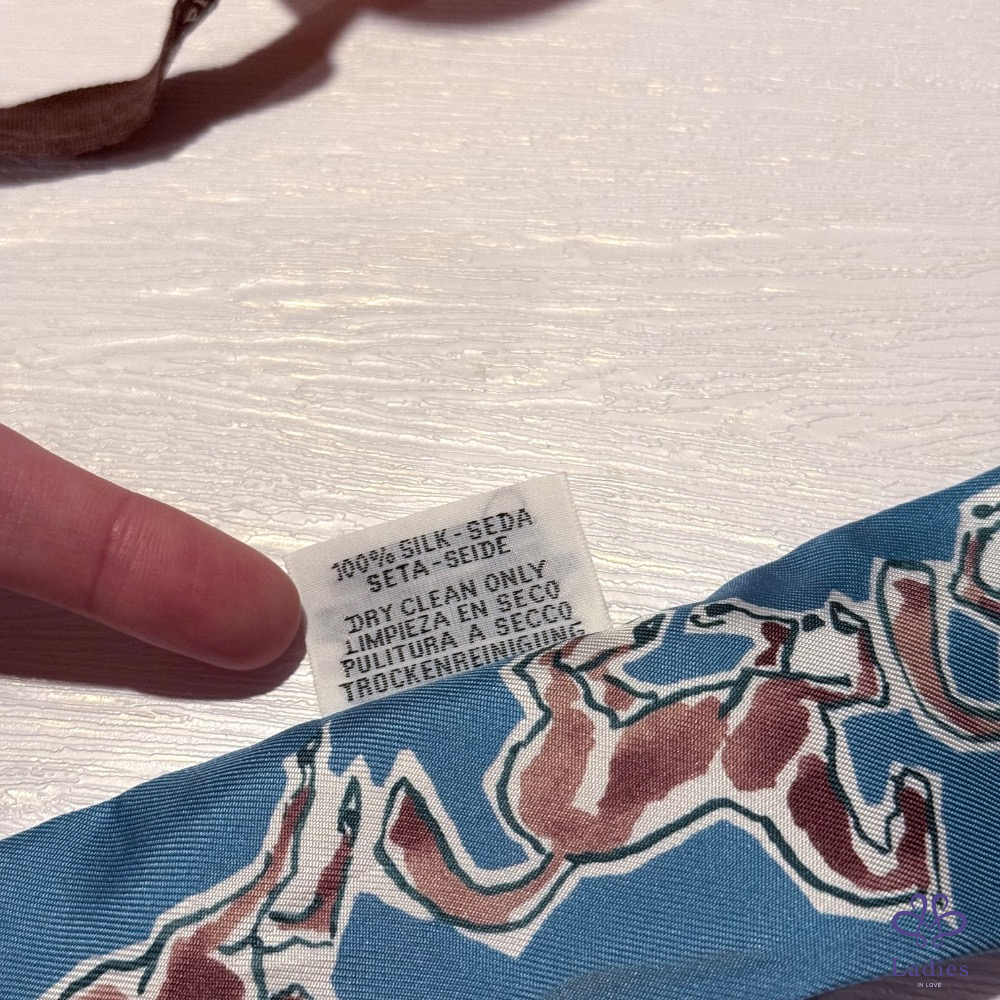 100% SILK-SEDA
SETA-SEIDE
DRY CLEAN ONLY
LIMPIEZA EN SECO
PULITURA A SECCO
TROCKENREINIGUNG
Ladies
IN LOVE